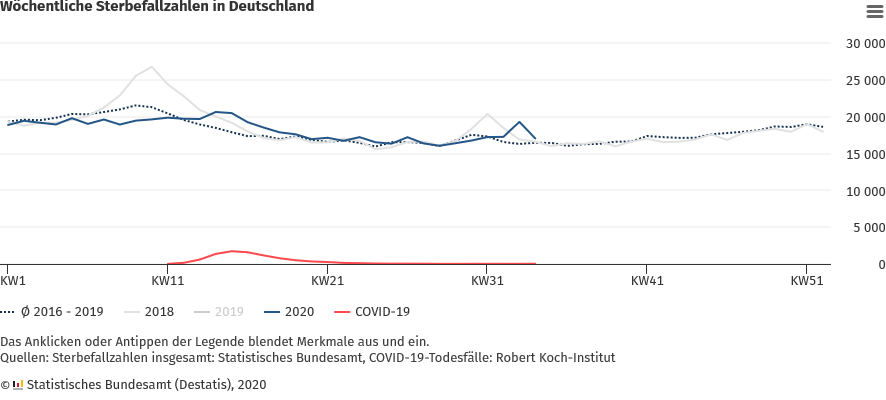 Wöchentliche Sterbefallzahlen in Deutschland
30 000
25 000
20 000
15 000
10 000
5 000
0
KW1 KW11 KW21 KW31 KW41 KW51
Ø 2016 - 2019 2018 2019 2020 COVID-19
Das Anklicken oder Antippen der Legende blendet Merkmale aus und ein.
Quellen: Sterbefallzahlen insgesamt: Statistisches Bundesamt, COVID-19-Todesfälle: Robert Koch-Institut
© Statistisches Bundesamt (Destatis), 2020